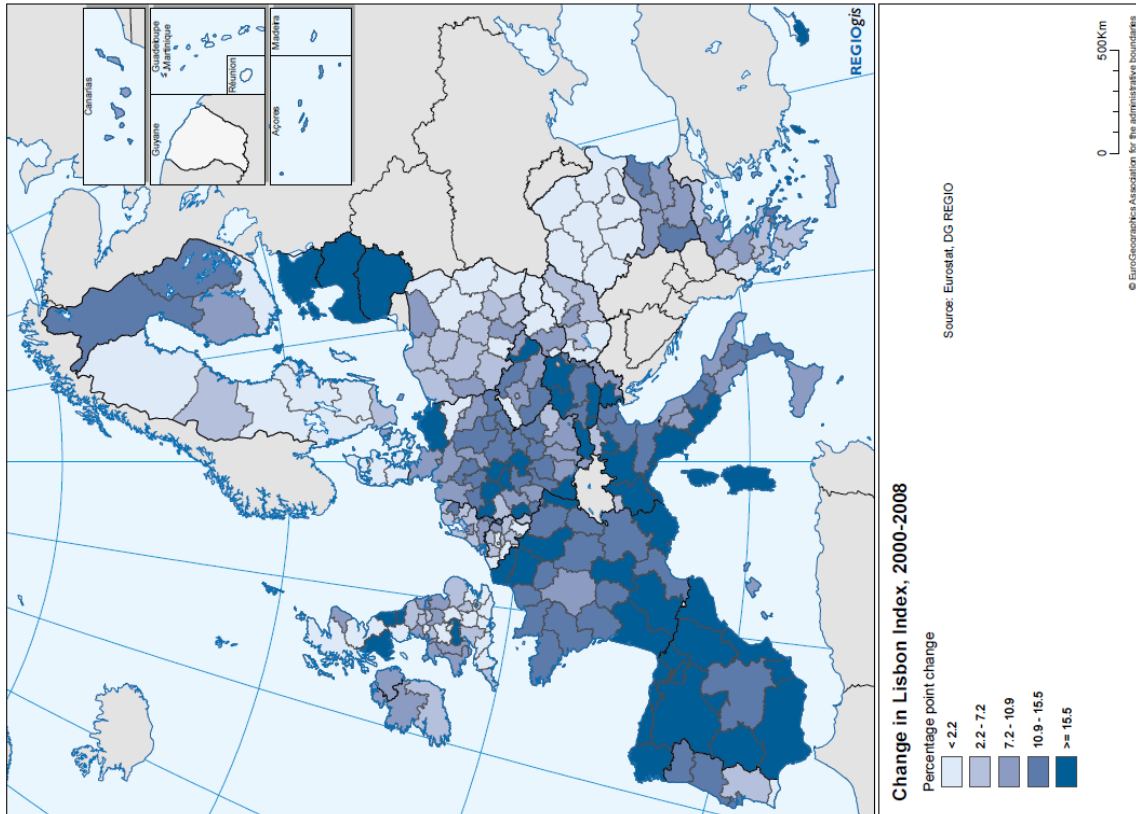 Canarias
Guyane
Guadeloupe
Martinique
Réunion
Açores
Madeira
REGIOgis
Change in Lisbon Index, 2000-2008
Percentage point change
< 2.2
2.2 - 7.2
7.2 - 10.9
10.9 - 15.5
>= 15.5
Source: Eurostat, DG REGIO
0 500 Km
© EuroGeographics Association for the administrative boundaries